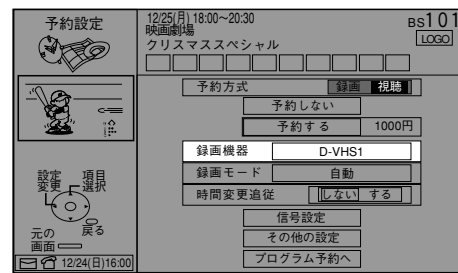 予約設定
12/25(月) 18:00~20:30
映画劇場
クリスマススペシャル
BS101
LOGO
予約方式 録画 視聴
予約しない
予約する 1000円
録画機器 D-VHS1
録画モード 自動
時間変更追従 しない する
信号設定
その他の設定
プログラム予約へ
設定変更
項目選択
元の画面
戻る
12/24(日)16:00